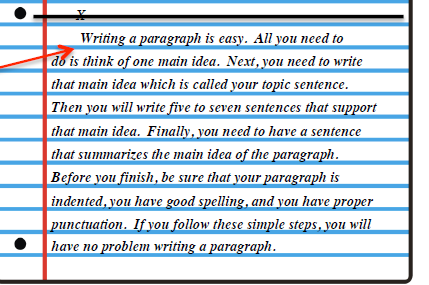 X
Writing a paragraph is easy.  All you need to
do is think of one main idea.  Next, you need to write
that main idea which is called your topic sentence.
Then you will write five to seven sentences that support
that main idea.  Finally, you need to have a sentence
that summarizes the main idea of the paragraph.
Before you finish, be sure that your paragraph is
indented, you have good spelling, and you have proper
punctuation.  If you follow these simple steps, you will
have no problem writing a paragraph.